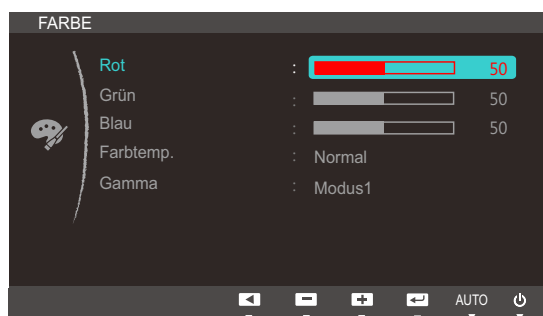 FARBE
Rot : 50
Grün : 50
Blau : 50
Farbtemp. : Normal
Gamma : Modus1
AUTO